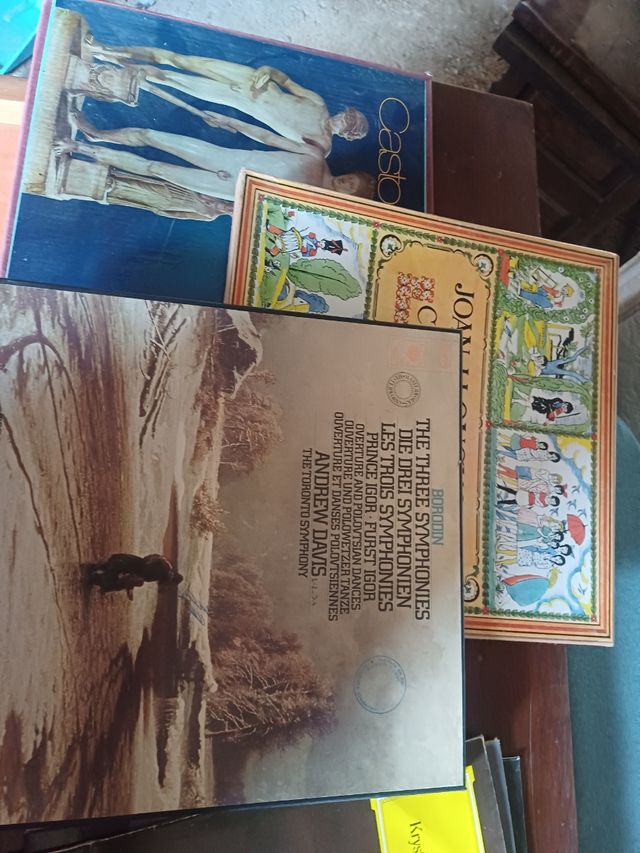 Casto
JOAN
C
BORODIN
THE THREE SYMPHONIES
DIE DREI SYMPHONIEN
LES TROIS SYMPHONIES
PRINCE IGOR · FÜRST IGOR
OVERTURE AND POLOVTSIAN DANCES
OUVERTÜRE UND POLOWETZER TÄNZE
OUVERTURE ET DANSES POLOVTSIENNES
ANDREW DAVIS
THE TORONTO SYMPHONY
Krys